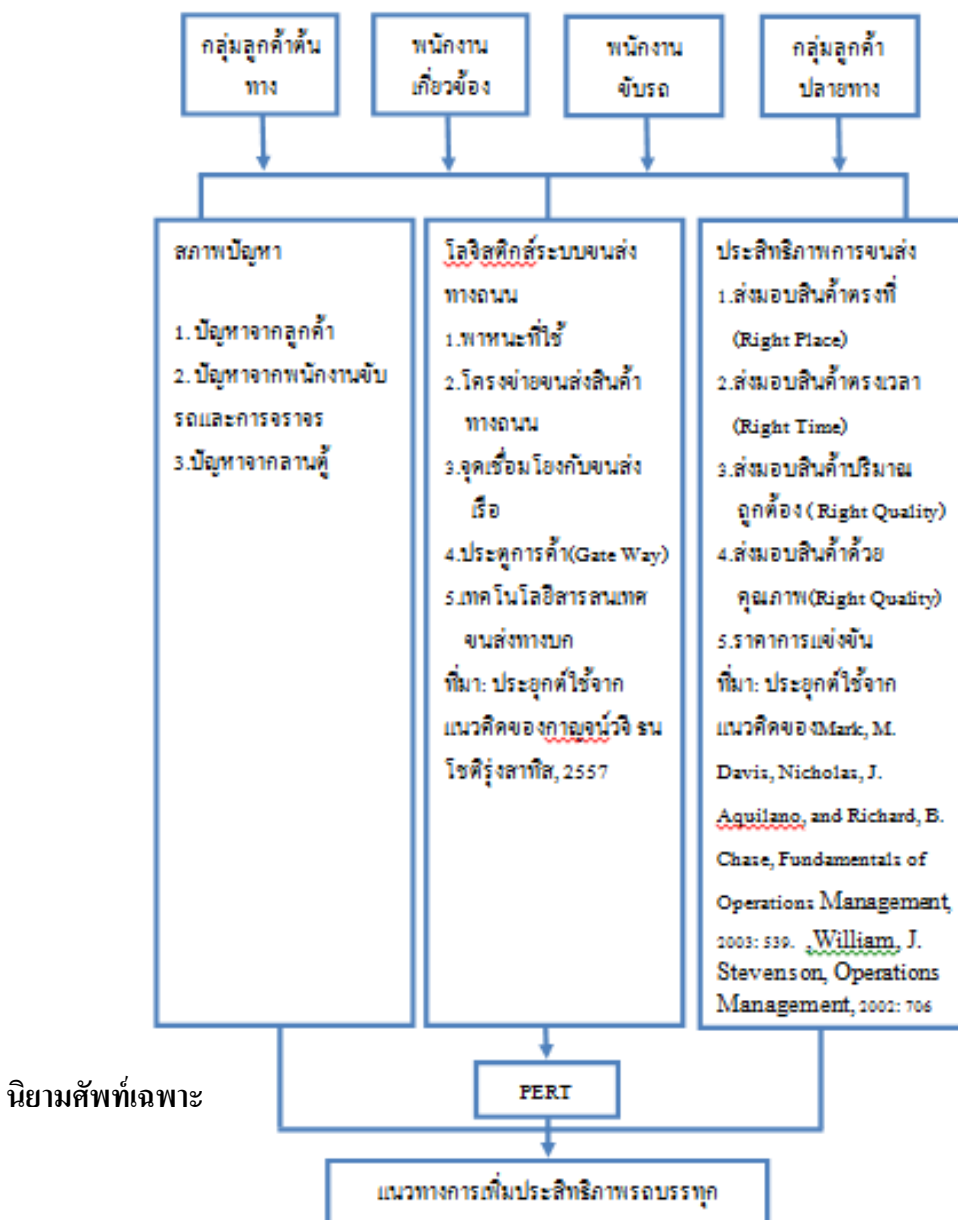 กลุ่มลูกค้าต้น
ทาง
พนักงาน
เกี่ยวข้อง
พนักงาน
ขับรถ
กลุ่มลูกค้า
ปลายทาง
สภาพปัญหา
1. ปัญหาจากลูกค้า
2. ปัญหาจากพนักงานขับ
รถและการจราจร
3.ปัญหาจากลานตู้
โลจิสติกส์ระบบขนส่ง
ทางถนน
1.พาหนะที่ใช้
2.โครงข่ายขนส่งสินค้า
ทางถนน
3.จุดเชื่อมโยงกับขนส่ง
เรือ
4.ประตูการค้า(Gate Way)
5.เทคโนโลยีสารสนเทศ
ขนส่งทางบก
ที่มา: ประยุกต์ใช้จาก
แนวคิดของกาญจน์วจี ธน
โชติรุ่งสาทิส, 2557
ประสิทธิภาพการขนส่ง
1.ส่งมอบสินค้าตรงที่
(Right Place)
2.ส่งมอบสินค้าตรงเวลา
(Right Time)
3.ส่งมอบสินค้าปริมาณ
ถูกต้อง ( Right Quality)
4.ส่งมอบสินค้าด้วย
คุณภาพ(Right Quality)
5.ราคาการแข่งขัน
ที่มา: ประยุกต์ใช้จาก
แนวคิดของMark, M.
Davis, Nicholas, J.
Aquilano, and Richard, B.
Chase, Fundamentals of
Operations Management,
2003: 539. ,William, J.
Stevenson, Operations
Management, 2002: 706
PERT
นิยามศัพท์เฉพาะ
แนวทางการเพิ่มประสิทธิภาพรถบรรทุก